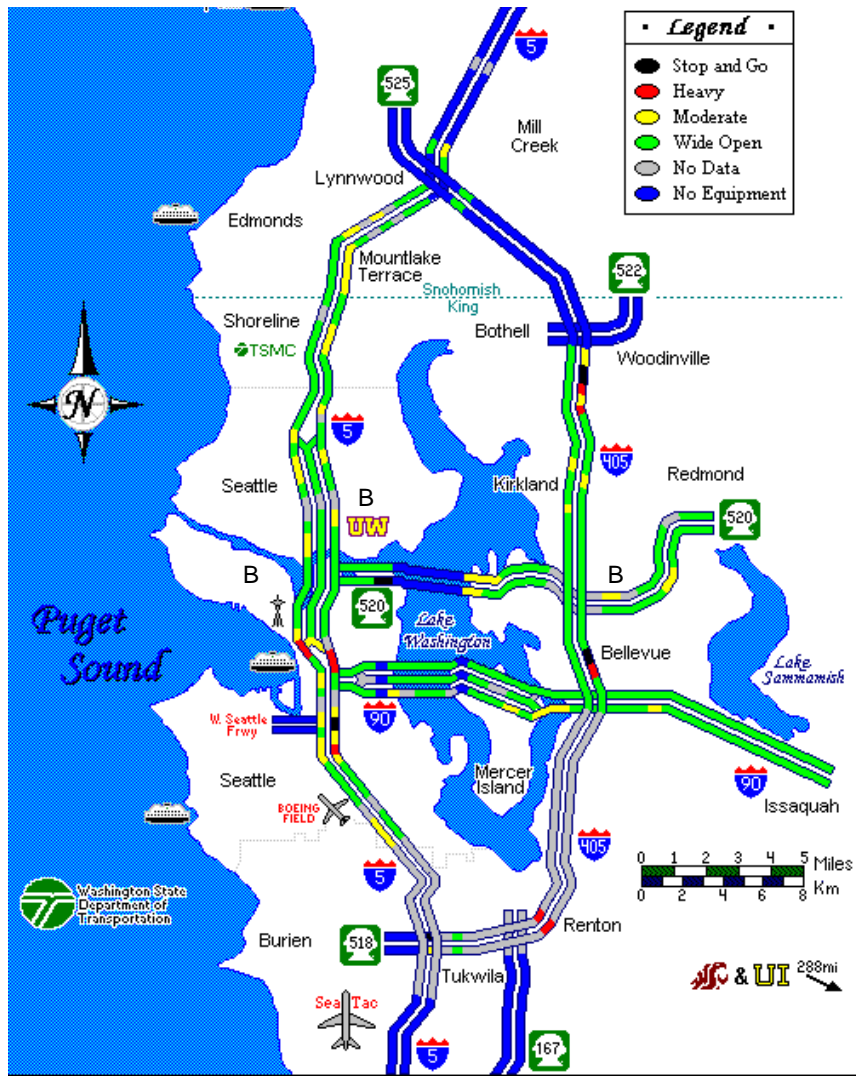 Legend
Stop and Go
Heavy
Moderate
Wide Open
No Data
No Equipment
5
525
Mill
Creek
Lynnwood
Edmonds
Mountlake
Terrace
522
Snohomish
King
Shoreline
TSMC
Bothell
Woodinville
N
5
405
Redmond
Seattle
Kirkland
B
UW
520
B
B
520
Puget
Sound
Lake
Washington
Bellevue
Lake
Sammamish
W. Seattle
Frwy
90
Seattle
Mercer
Island
90
Issaquah
BOEING
FIELD
405
5
0 1 2 3 4 5 Miles
0 2 4 6 8 Km
Washington State
Department of
Transportation
Burien
518
Renton
Tukwila
Sea Tac
& UI 288mi
5
167